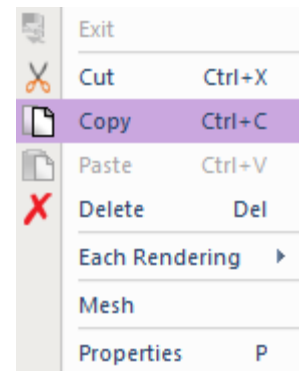 Exit
Cut Ctrl+X
Copy Ctrl+C
Paste Ctrl+V
Delete Del
Each Rendering
Mesh
Properties P